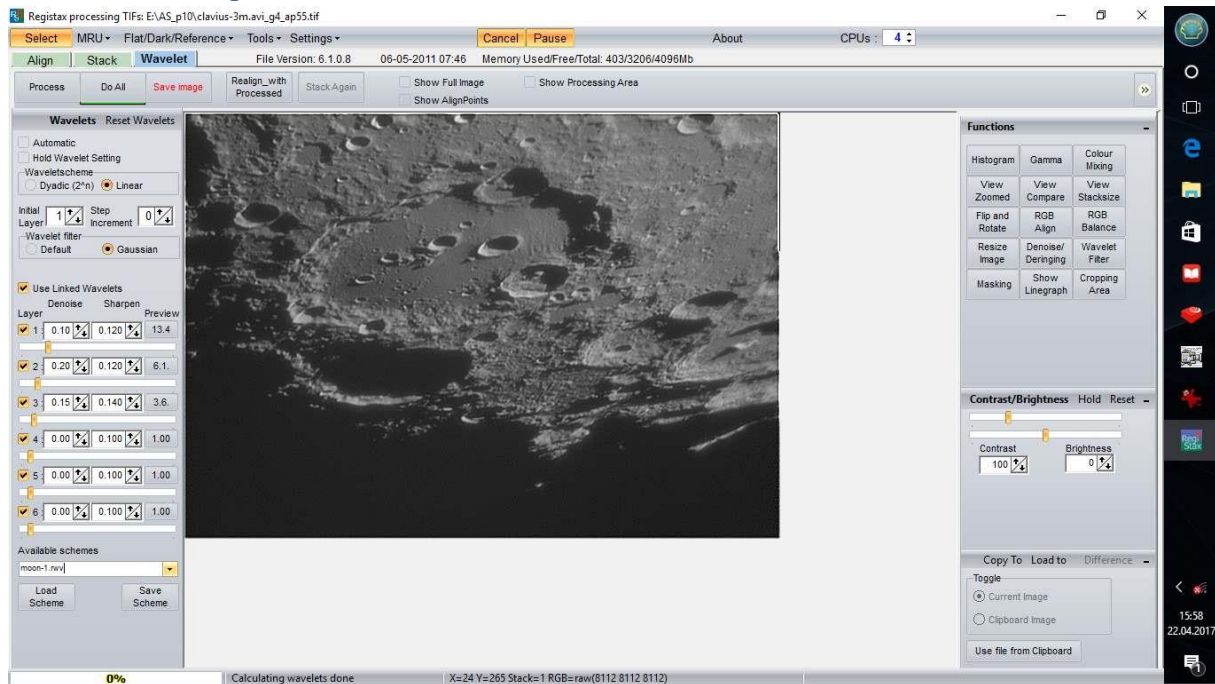 Registax processing TIFs: E:\AS_p10\clavius-3m.avi_g4_ap55.tif
Select MRU Flat/Dark/Reference Tools Settings Cancel Pause About CPUs : 4
Align Stack Wavelet File Version: 6.1.0.8 06-05-2011 07:46 Memory Used/Free/Total: 403/3206/4096Mb
Process Do All Save image Realign_with Processed Stack Again Show Full Image Show Processing Area
Show AlignPoints
Wavelets Reset Wavelets
Automatic
Hold Wavelet Setting
Waveletscheme
Dyadic (2^n) Linear
Initial Layer 1 Step Increment 0
Wavelet filter
Default Gaussian
Use Linked Wavelets
Denoise Sharpen
Layer Preview
1 : 0.10 0.120 13.4
2 : 0.20 0.120 6.1.
3 : 0.15 0.140 3.6.
4 : 0.00 0.100 1.00
5 : 0.00 0.100 1.00
6 : 0.00 0.100 1.00
Available schemes
moon-1.rwv
Load Scheme Save Scheme
Functions
Histogram Gamma Colour Mixing
View Zoomed View Compare View Stacksize
Flip and Rotate RGB Align RGB Balance
Resize Image Denoise/ Deringing Wavelet Filter
Masking Show Linegraph Cropping Area
Contrast/Brightness Hold Reset
Contrast Brightness
100 0
Copy To Load to Difference
Toggle
Current Image
Clipboard Image
Use file from Clipboard
0% Calculating wavelets done X=24 Y=265 Stack=1 RGB=raw(8112 8112 8112)
Regi Stax
15:58
22.04.2017
1